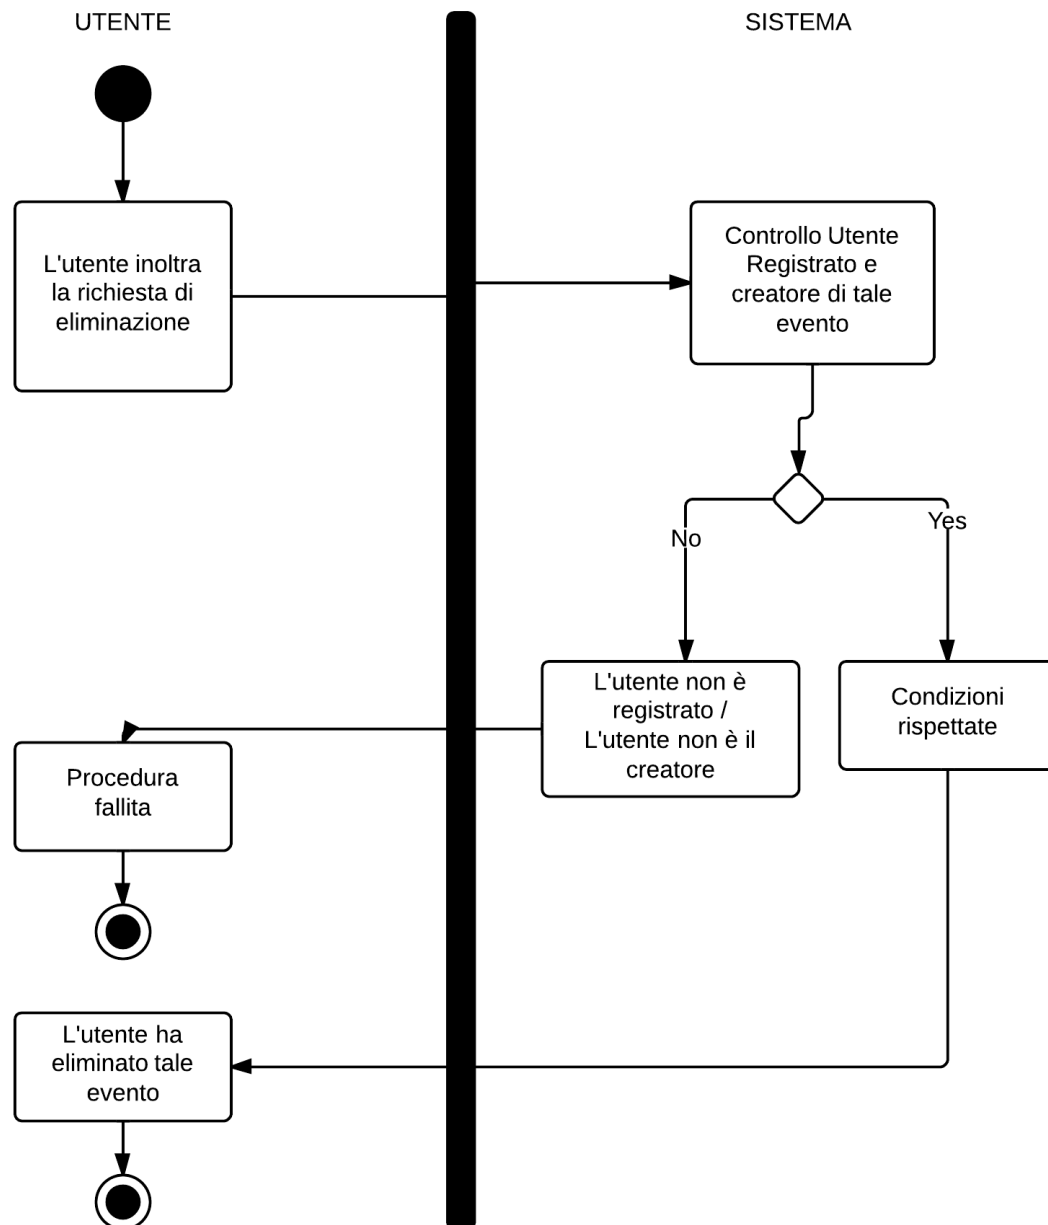 UTENTE
SISTEMA
L'utente inoltra
la richiesta di
eliminazione
Controllo Utente
Registrato e
creatore di tale
evento
No
Yes
L'utente non è
registrato /
L'utente non è il
creatore
Condizioni
rispettate
Procedura
fallita
L'utente ha
eliminato tale
evento